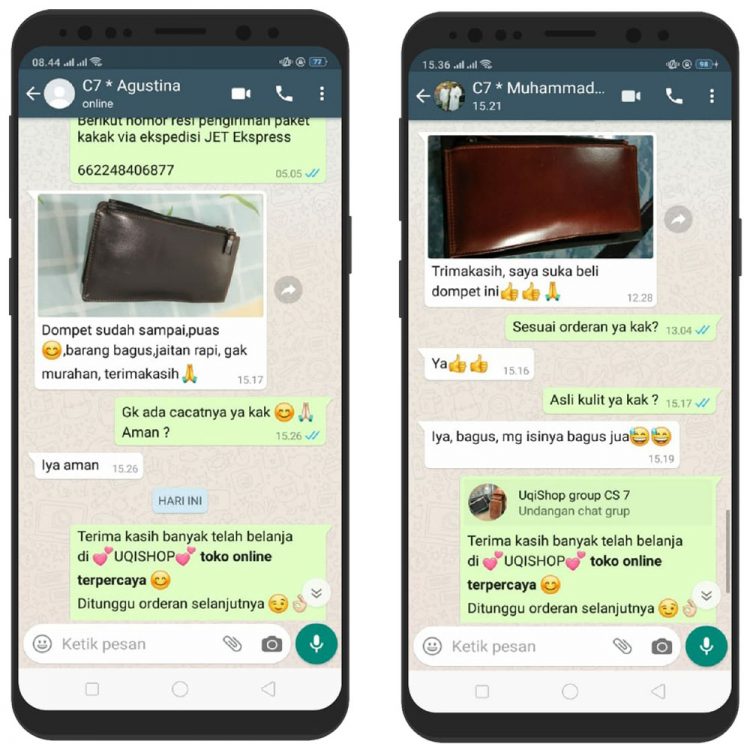 08.44
77
C7 * Agustina
online
Berikut nomor resi pengiriman paket
kakak via ekspedisi JET Ekspress
662248406877
05.05
Dompet sudah sampai,puas
😊,barang bagus,jaitan rapi, gak
murahan, terimakasih🙏
15.17
Gk ada cacatnya ya kak 😊🙏🏻
Aman ?
15.26
Iya aman
15.26
HARI INI
Terima kasih banyak telah belanja
di 💕UQISHOP💕 toko online
terpercaya 😊
Ditunggu orderan selanjutnya 😉👌🏻
Ketik pesan
15.36
98
C7 * Muhammad...
15.21
Trimakasih, saya suka beli
dompet ini👍👍🙏
12.28
Sesuai orderan ya kak?
13.04
Ya👍👍
15.16
Asli kulit ya kak ?
15.17
Iya, bagus, mg isinya bagus jua😅😅
15.19
UqiShop group CS 7
Undangan chat grup
Terima kasih banyak telah belanja
di 💕UQISHOP💕 toko online
terpercaya 😊
Ditunggu orderan selanjutnya 😉👌🏻
Ketik pesan